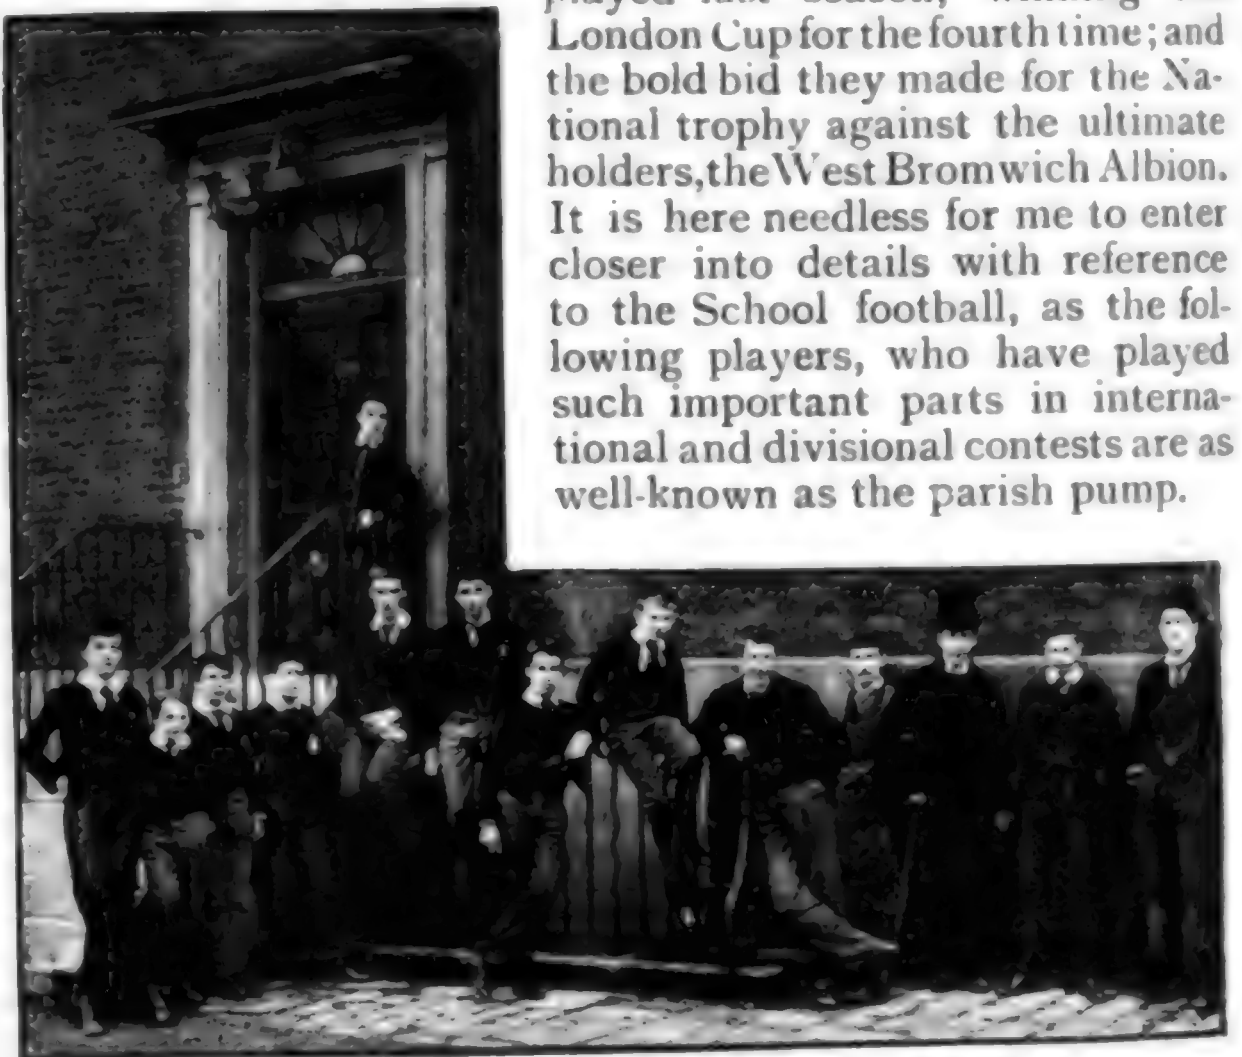 London Cup for the fourth time; and
the bold bid they made for the Na-
tional trophy against the ultimate
holders, the West Bromwich Albion.
It is here needless for me to enter
closer into details with reference
to the School football, as the fol-
lowing players, who have played
such important parts in interna-
tional and divisional contests are as
well-known as the parish pump.